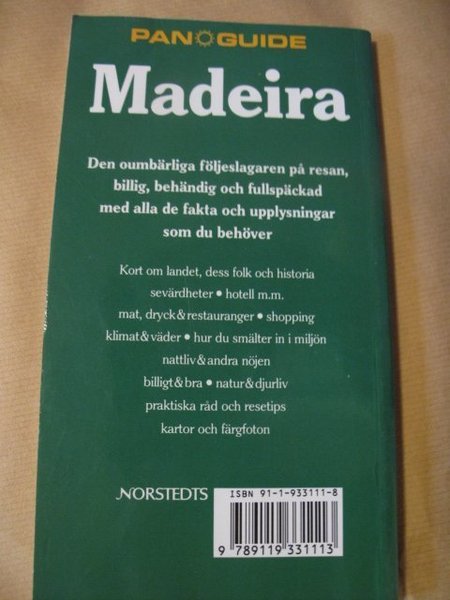 PAN GUIDE
Madeira
Den oumbärliga följeslagaren på resan,
billig, behändig och fullspäckad
med alla de fakta och upplysningar
som du behöver
Kort om landet, dess folk och historia
sevärdheter • hotell m.m.
mat, dryck & restauranger • shopping
klimat & väder • hur du smälter in i miljön
nattliv & andra nöjen
billigt & bra • natur & djurliv
praktiska råd och resetips
kartor och färgfoton
NORSTEDTS
ISBN 91-1-933111-8
9 789119 331113